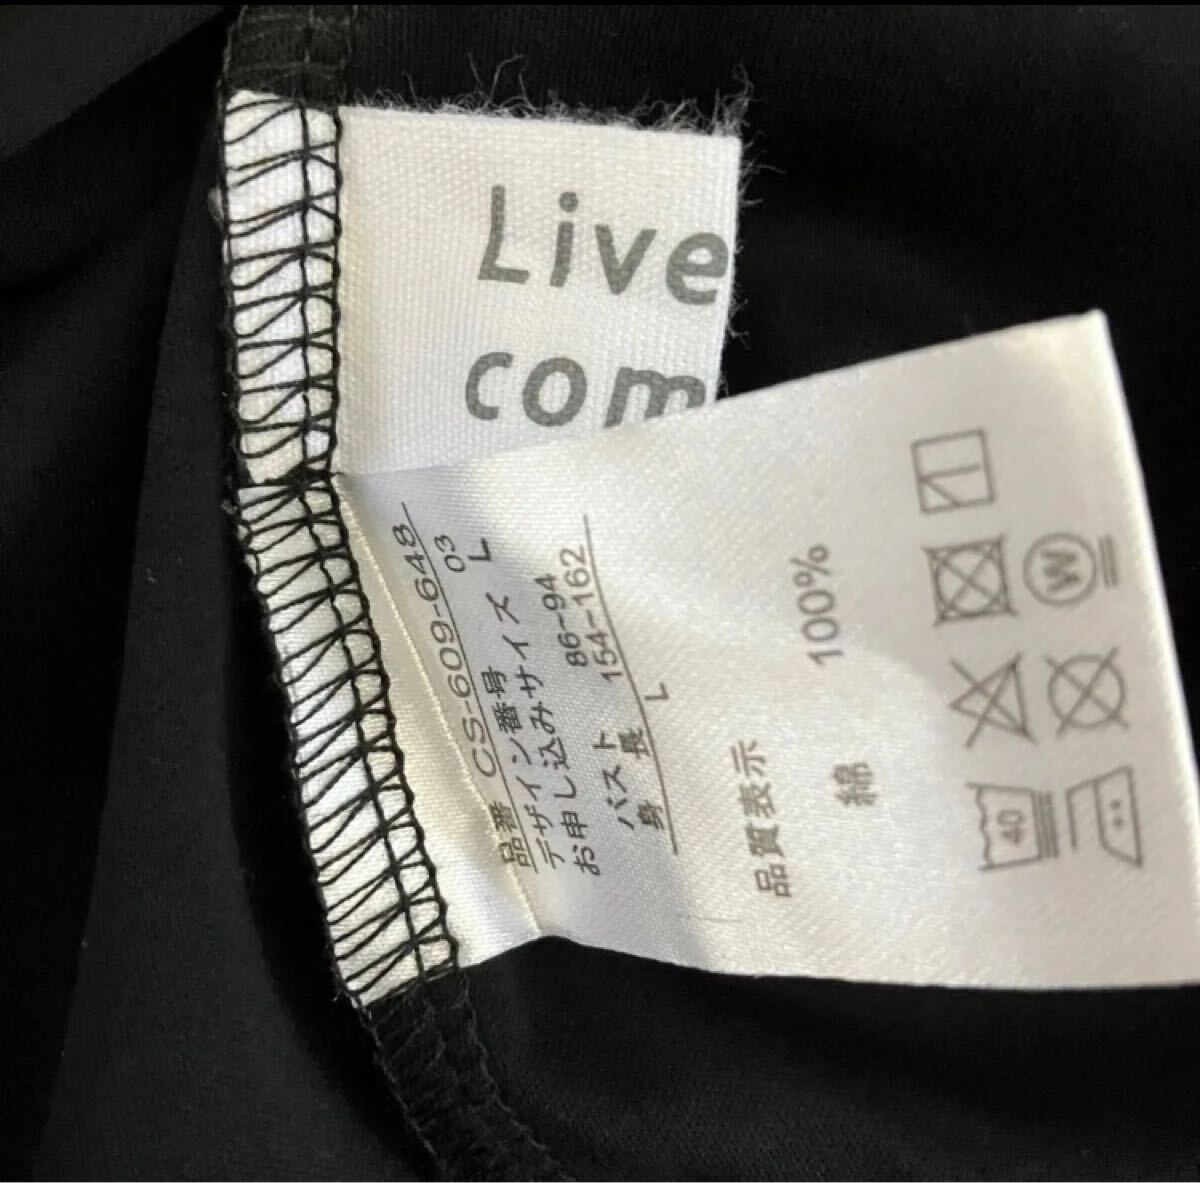 Live
com
品番 CS-609-648
デザイン番号 03
お申し込みサイズ L
バスト 86-94
身長 154-162
L
品質表示
綿 100%
40
W